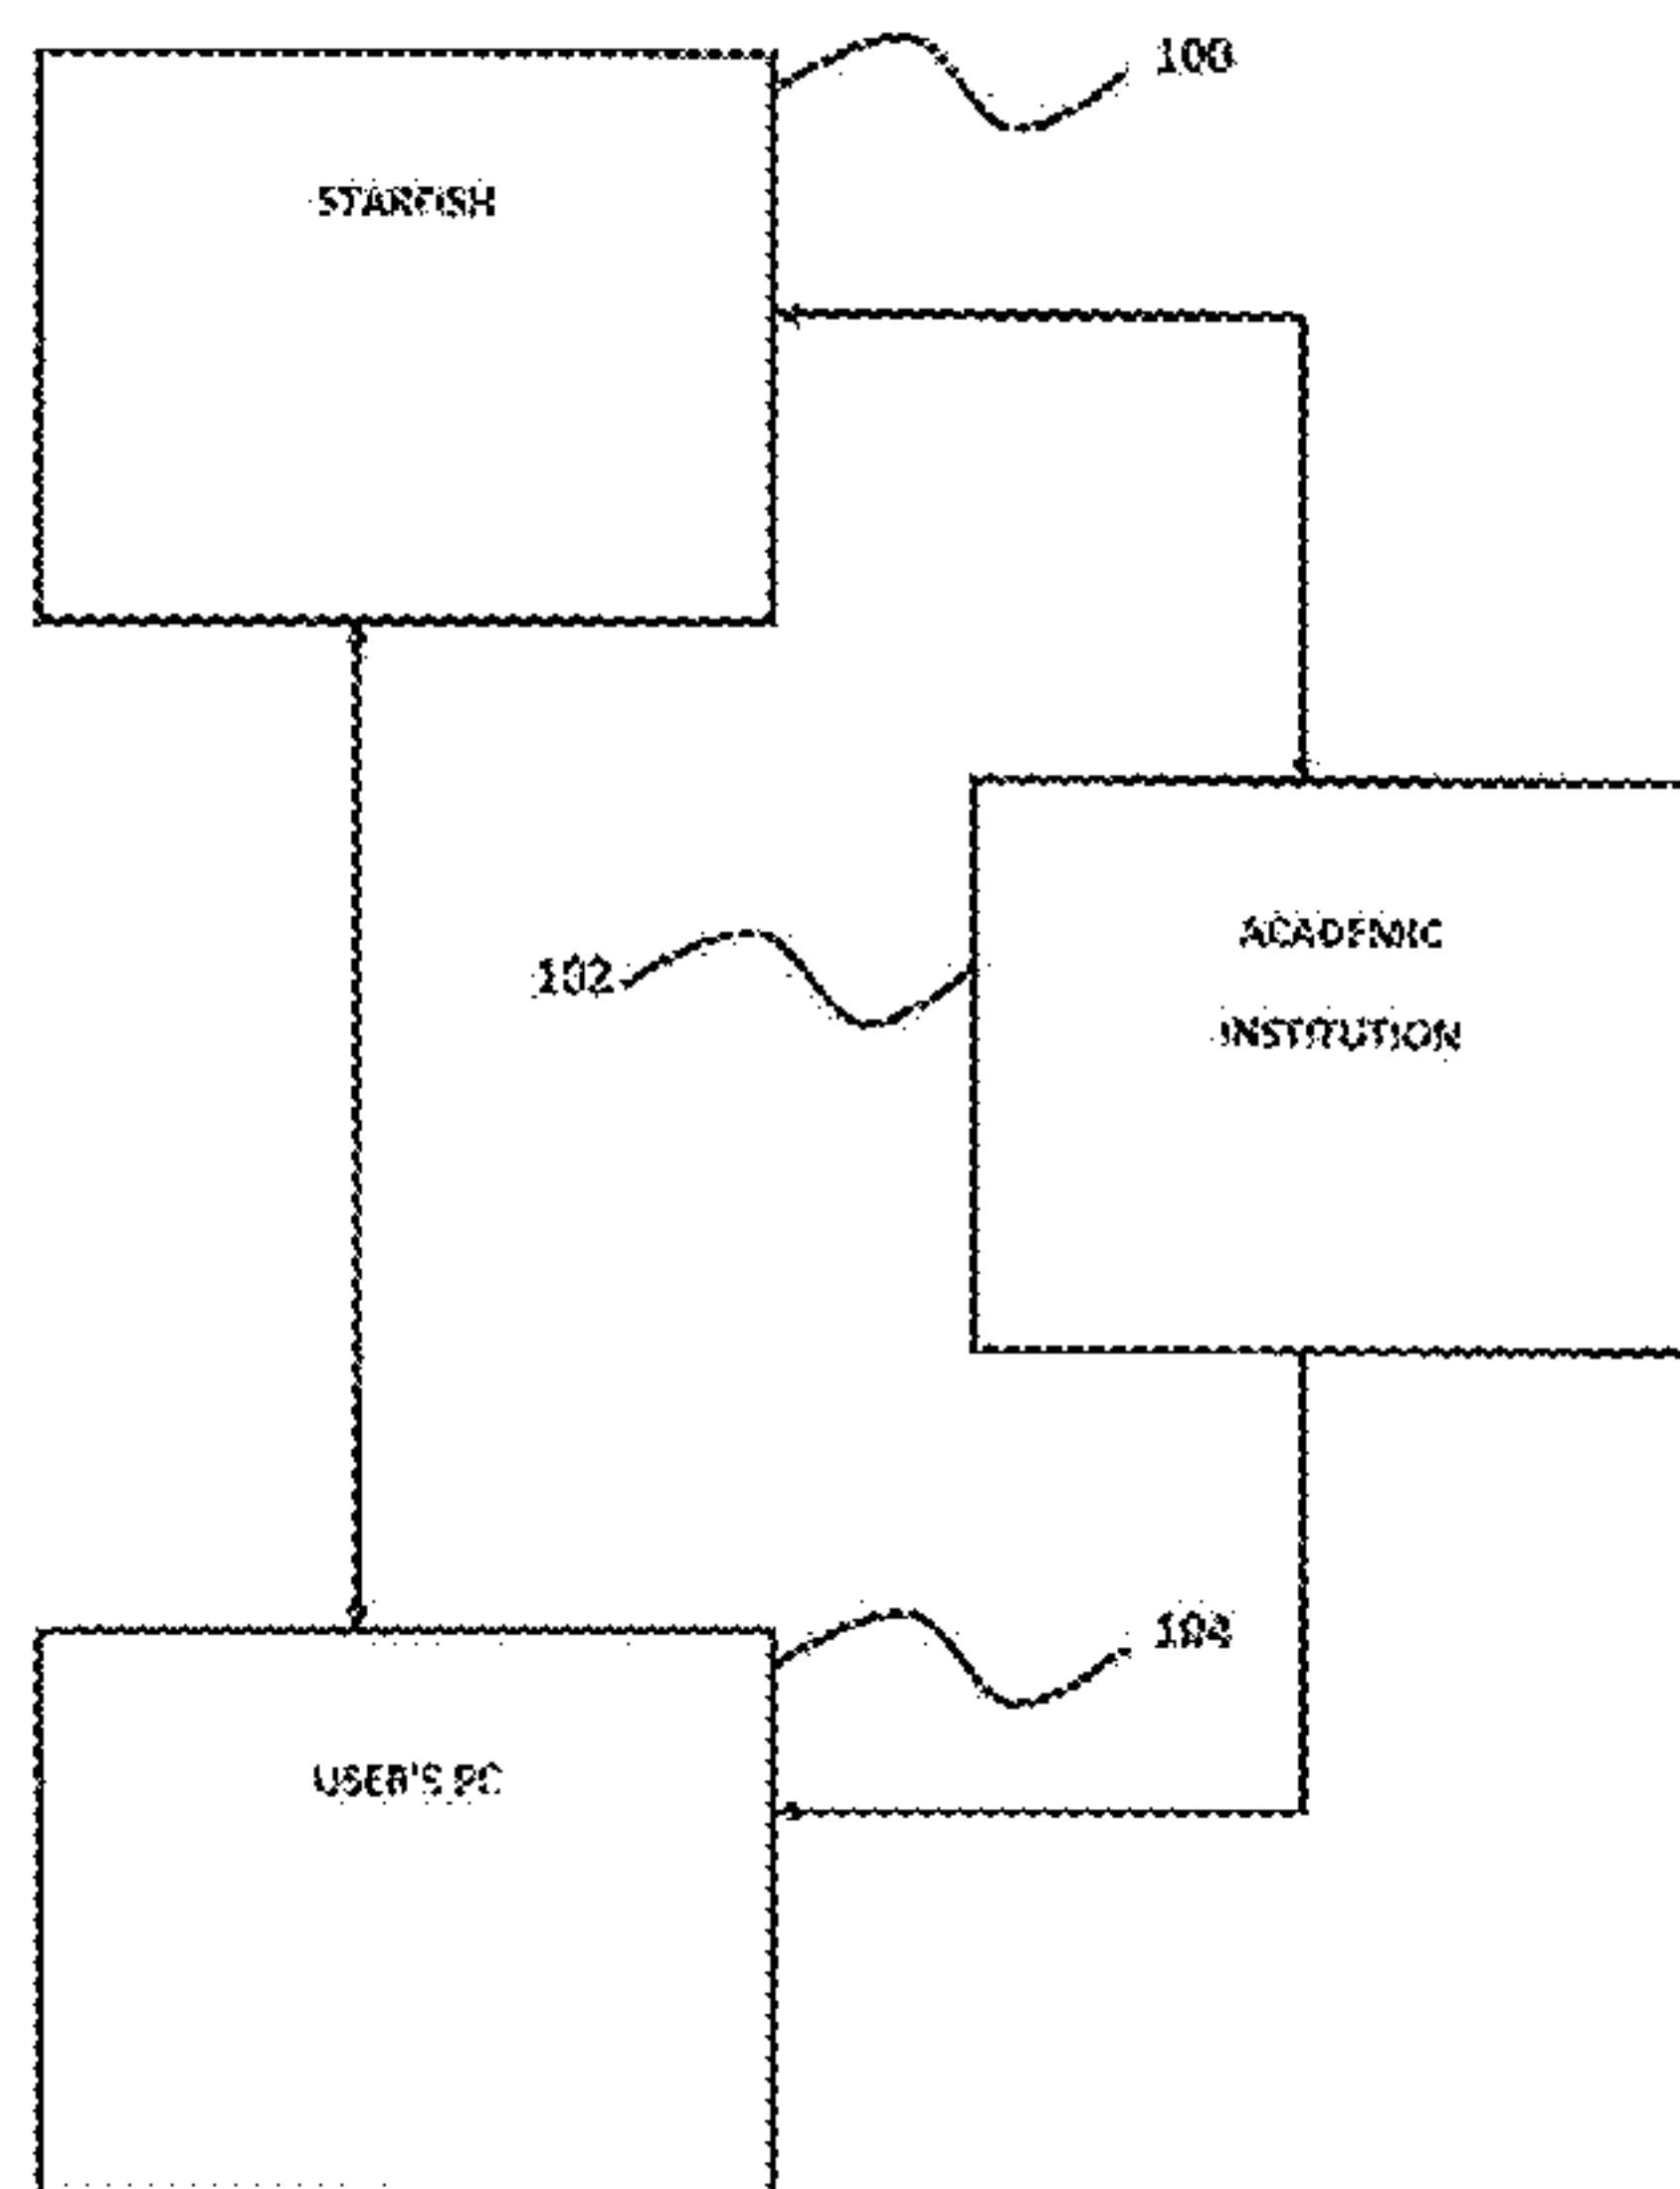 100
STARFISH
ACADEMIC
102
INSTITUTION
104
USER'S PC